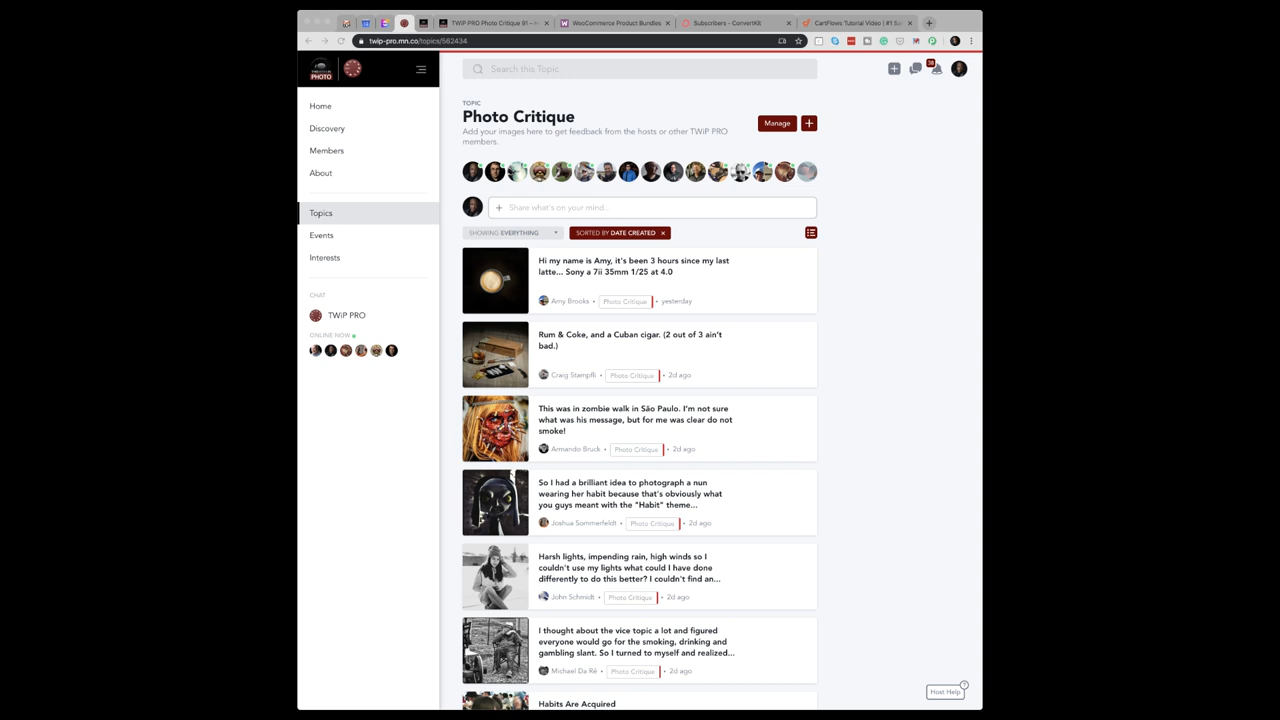 TWiP PRO Photo Critique 91 – H
WooCommerce Product Bundles
Subscribers - ConvertKit
CartFlows Tutorial Video | #1 Sa
twip-pro.mn.co/topics/562434
PHOTO
Search this Topic
38
Home
Discovery
Members
About
Topics
Events
Interests
CHAT
TWiP PRO
ONLINE NOW
TOPIC
Photo Critique
Add your images here to get feedback from the hosts or other TWiP PRO
members.
Manage
Share what's on your mind...
SHOWING EVERYTHING
SORTED BY DATE CREATED
Hi my name is Amy, it's been 3 hours since my last
latte... Sony a 7ii 35mm 1/25 at 4.0
Amy Brooks • Photo Critique • yesterday
Rum & Coke, and a Cuban cigar. (2 out of 3 ain't
bad.)
Craig Stampfli • Photo Critique • 2d ago
This was in zombie walk in São Paulo. I'm not sure
what was his message, but for me was clear do not
smoke!
Armando Bruck • Photo Critique • 2d ago
So I had a brilliant idea to photograph a nun
wearing her habit because that's obviously what
you guys meant with the "Habit" theme...
Joshua Sommerfeldt • Photo Critique • 2d ago
Harsh lights, impending rain, high winds so I
couldn't use my lights what could I have done
differently to do this better? I couldn't find an...
John Schmidt • Photo Critique • 2d ago
I thought about the vice topic a lot and figured
everyone would go for the smoking, drinking and
gambling slant. So I turned to myself and realized...
Michael Da Ré • Photo Critique • 2d ago
Habits Are Acquired
Host Help
?